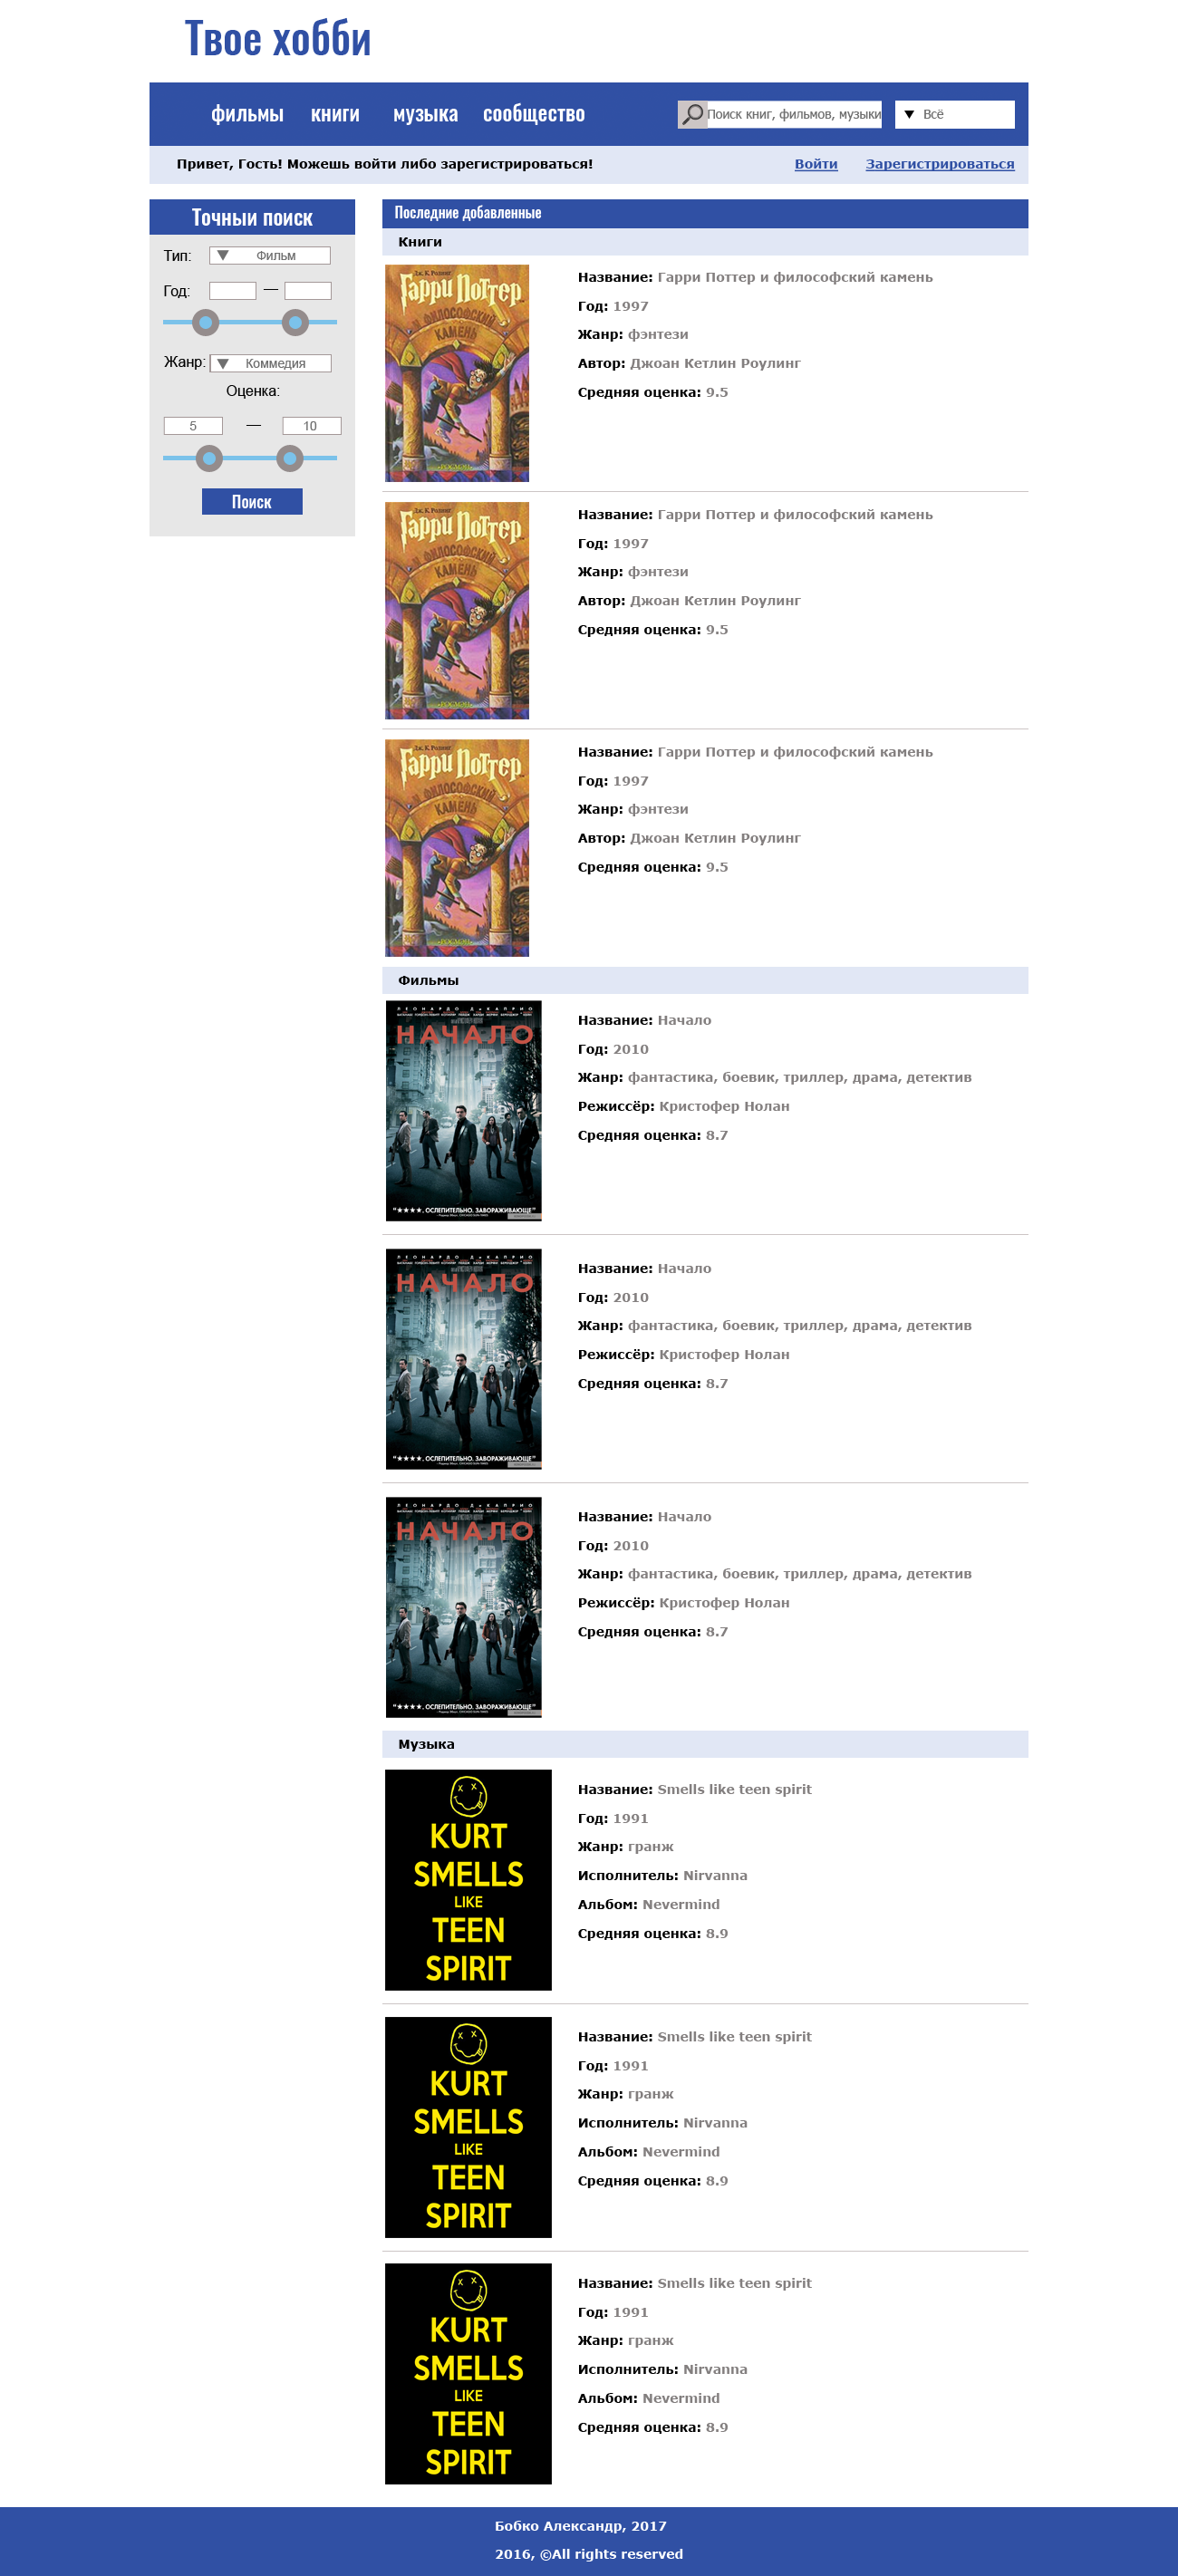 Твое хобби
фильмы книги музыка сообщество
Поиск книг, фильмов, музыки
Всё
Привет, Гость! Можешь войти либо зарегистрироваться!
Войти Зарегистрироваться
Точныи поиск
Тип: Фильм
Год: —
Жанр: Коммедия
Оценка:
5 — 10
Поиск
Последние добавленные
Книги
Дж. К. Ролинг
Гарри Поттер
и философский
камень
«РОСМЭН»
Название: Гарри Поттер и философский камень
Год: 1997
Жанр: фэнтези
Автор: Джоан Кетлин Роулинг
Средняя оценка: 9.5
Дж. К. Ролинг
Гарри Поттер
и философский
камень
«РОСМЭН»
Название: Гарри Поттер и философский камень
Год: 1997
Жанр: фэнтези
Автор: Джоан Кетлин Роулинг
Средняя оценка: 9.5
Дж. К. Ролинг
Гарри Поттер
и философский
камень
«РОСМЭН»
Название: Гарри Поттер и философский камень
Год: 1997
Жанр: фэнтези
Автор: Джоан Кетлин Роулинг
Средняя оценка: 9.5
Фильмы
ЛЕОНАРДО ДиКАПРИО
НАЧАЛО
"★★★★. ОСЛЕПИТЕЛЬНО. ЗАВОРАЖИВАЮЩЕ"
Название: Начало
Год: 2010
Жанр: фантастика, боевик, триллер, драма, детектив
Режиссёр: Кристофер Нолан
Средняя оценка: 8.7
ЛЕОНАРДО ДиКАПРИО
НАЧАЛО
"★★★★. ОСЛЕПИТЕЛЬНО. ЗАВОРАЖИВАЮЩЕ"
Название: Начало
Год: 2010
Жанр: фантастика, боевик, триллер, драма, детектив
Режиссёр: Кристофер Нолан
Средняя оценка: 8.7
ЛЕОНАРДО ДиКАПРИО
НАЧАЛО
"★★★★. ОСЛЕПИТЕЛЬНО. ЗАВОРАЖИВАЮЩЕ"
Название: Начало
Год: 2010
Жанр: фантастика, боевик, триллер, драма, детектив
Режиссёр: Кристофер Нолан
Средняя оценка: 8.7
Музыка
KURT
SMELLS
LIKE
TEEN
SPIRIT
Название: Smells like teen spirit
Год: 1991
Жанр: гранж
Исполнитель: Nirvanna
Альбом: Nevermind
Средняя оценка: 8.9
KURT
SMELLS
LIKE
TEEN
SPIRIT
Название: Smells like teen spirit
Год: 1991
Жанр: гранж
Исполнитель: Nirvanna
Альбом: Nevermind
Средняя оценка: 8.9
KURT
SMELLS
LIKE
TEEN
SPIRIT
Название: Smells like teen spirit
Год: 1991
Жанр: гранж
Исполнитель: Nirvanna
Альбом: Nevermind
Средняя оценка: 8.9
Бобко Александр, 2017
2016, ©All rights reserved